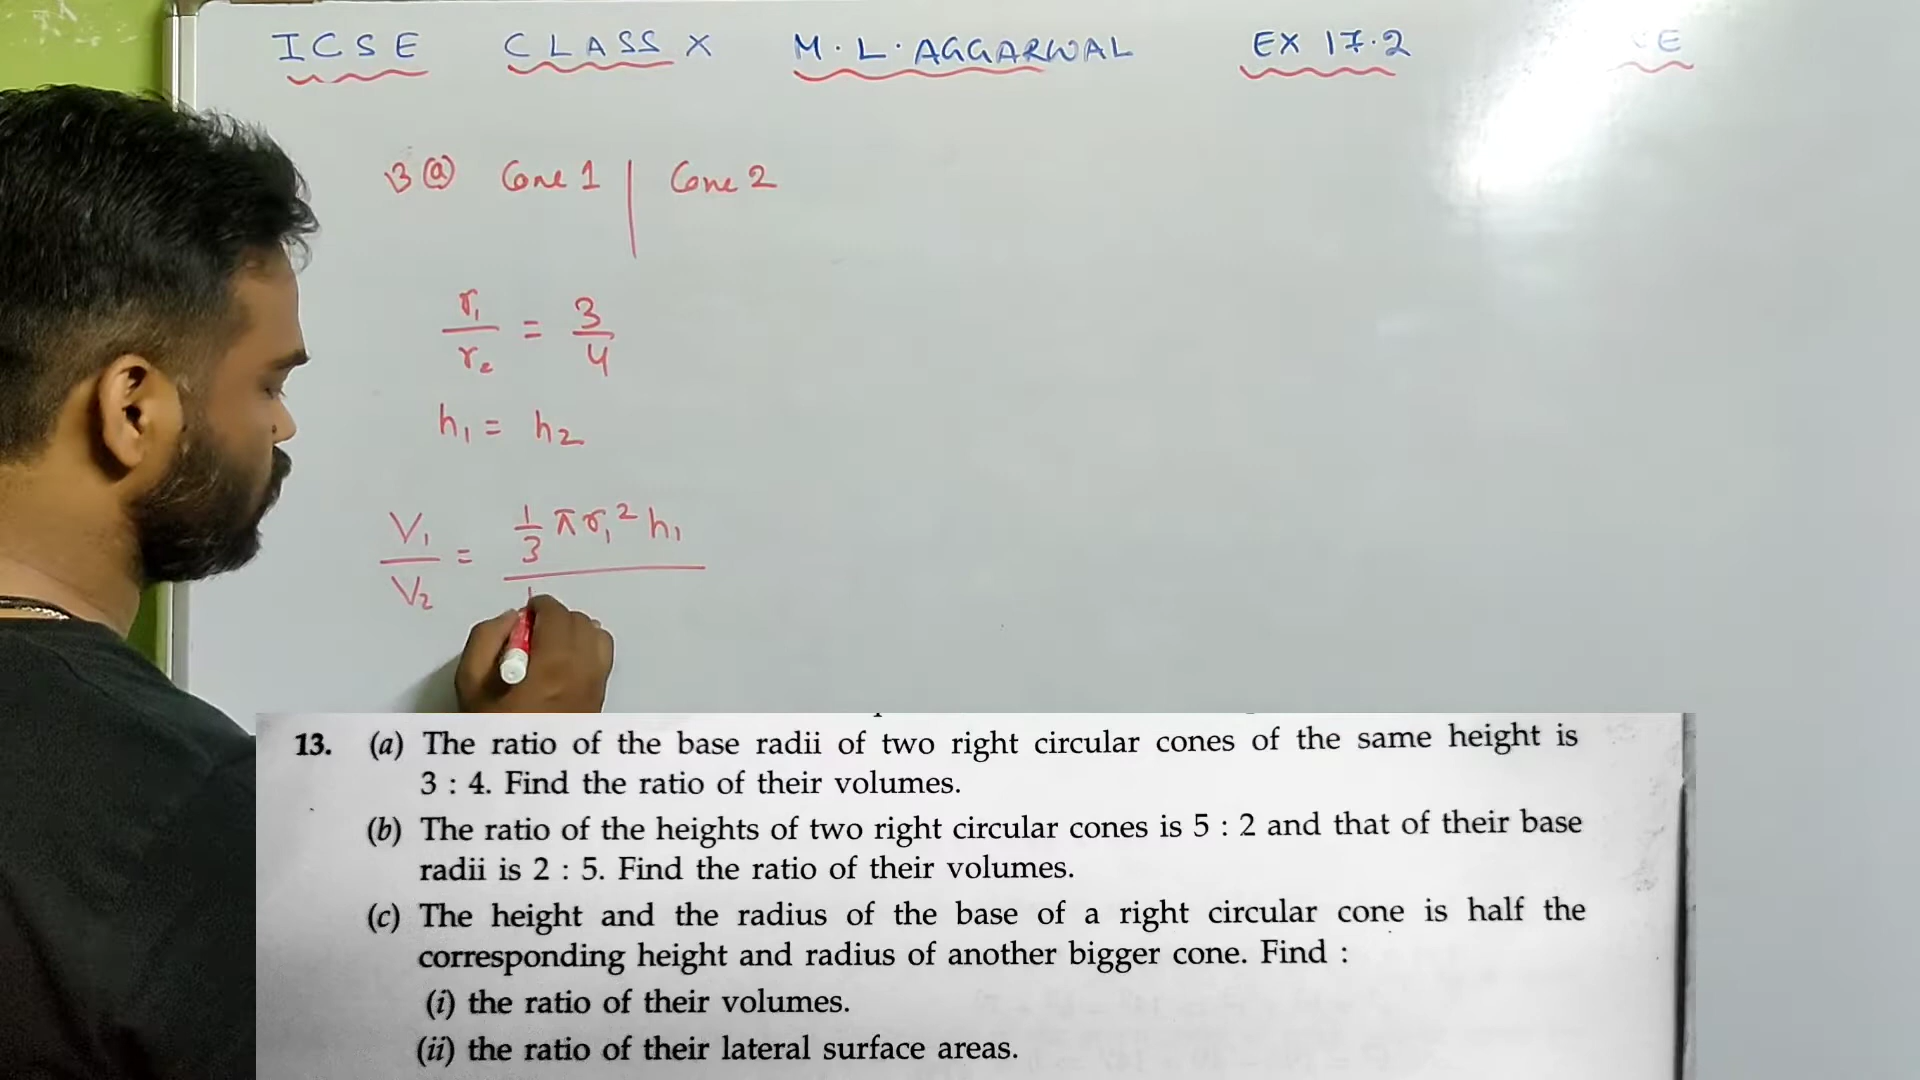 ICSE CLASS X M.L. AGGARWAL EX 17.2 E
13 (a) Cone 1 | Cone 2
r₁/r₂ = 3/4
h₁ = h₂
V₁/V₂ = 1/3 π r₁² h₁
13. (a) The ratio of the base radii of two right circular cones of the same height is
3 : 4. Find the ratio of their volumes.
(b) The ratio of the heights of two right circular cones is 5 : 2 and that of their base
radii is 2 : 5. Find the ratio of their volumes.
(c) The height and the radius of the base of a right circular cone is half the
corresponding height and radius of another bigger cone. Find :
(i) the ratio of their volumes.
(ii) the ratio of their lateral surface areas.